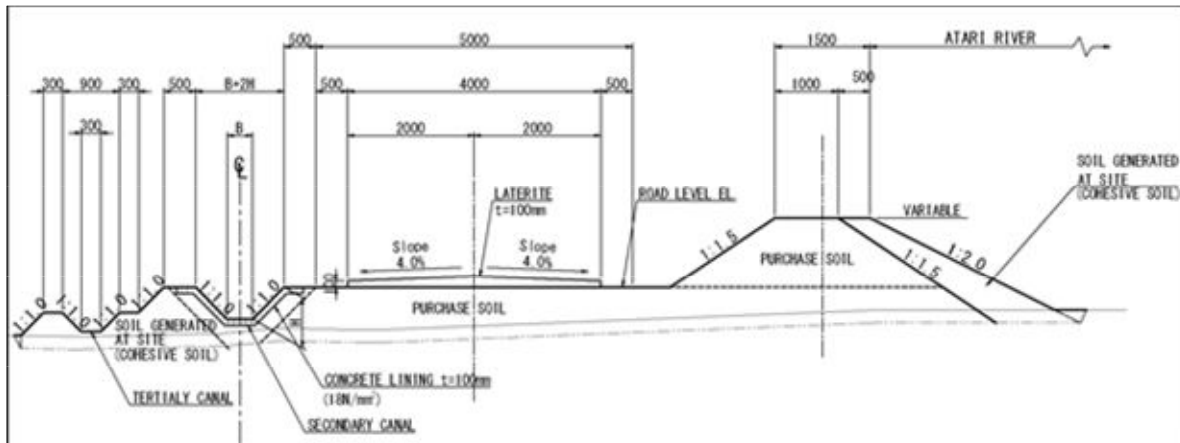 500
5000
1500
ATARI RIVER
300
900
300
500
B+2H
500
4000
500
1000
500
300
B
2000
2000
℄
LATERITE
t=100mm
ROAD LEVEL EL
SOIL GENERATED
AT SITE
(COHESIVE SOIL)
VARIABLE
Slope
4.0%
Slope
4.0%
1:1.5
1:2.0
1:1.5
PURCHASE SOIL
1:1.0
1:1.0
1:1.0
1:1.0
1:1.0
PURCHASE SOIL
SOIL GENERATED
AT SITE
(COHESIVE SOIL)
H
CONCRETE LINING t=100mm
(18N/mm²)
TERTIALY CANAL
SECONDARY CANAL